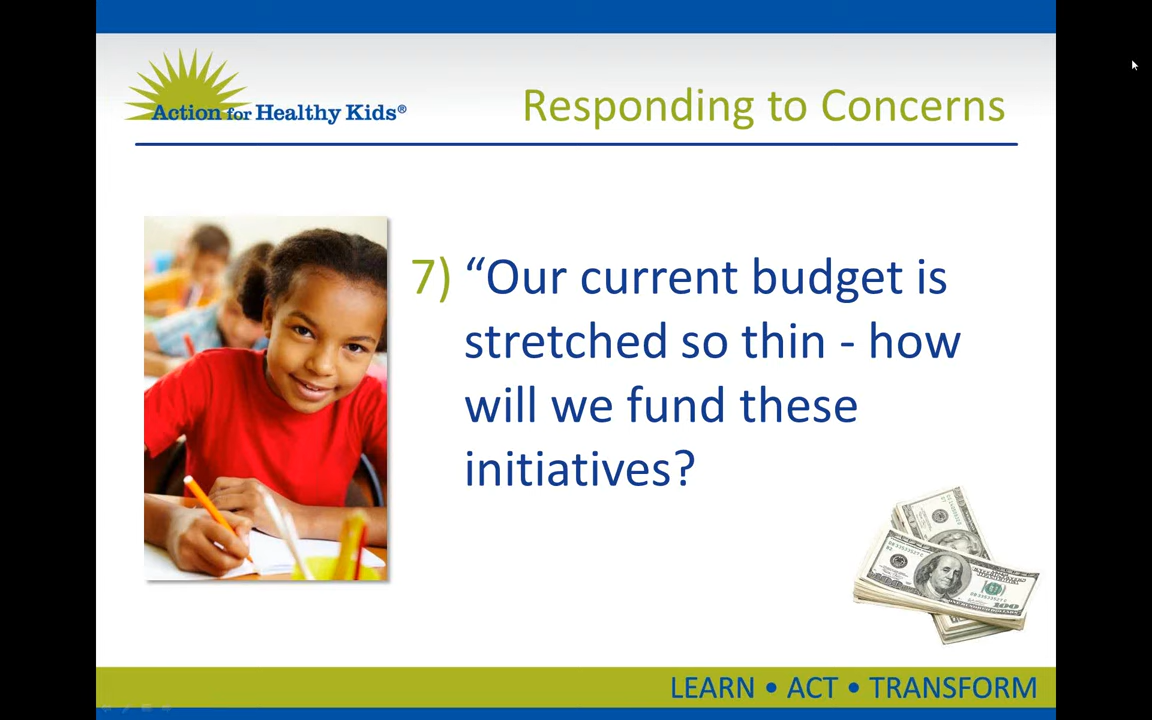 Action for Healthy Kids®
Responding to Concerns
7) “Our current budget is
stretched so thin - how
will we fund these
initiatives?
100
LEARN • ACT • TRANSFORM